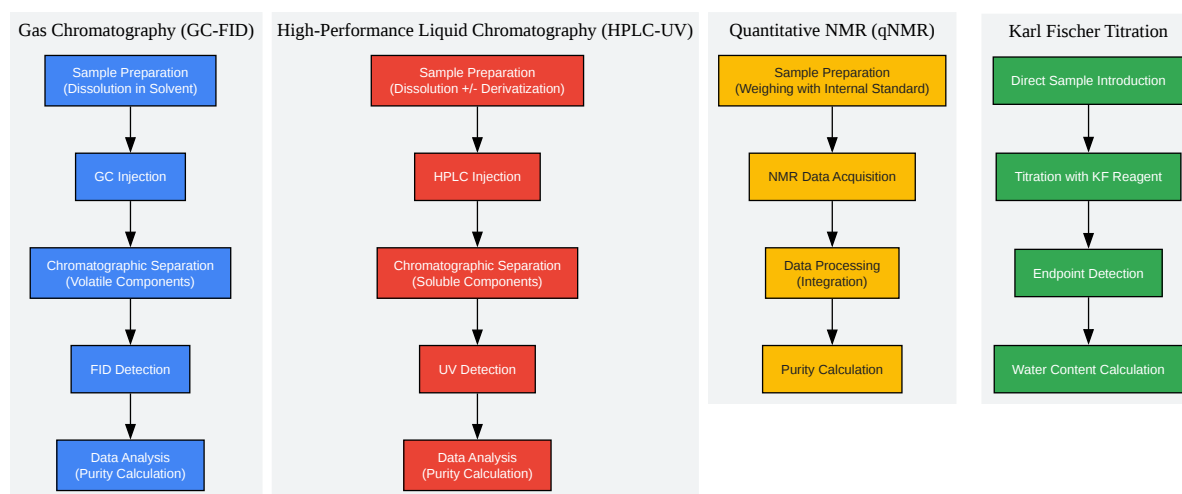 Gas Chromatography (GC-FID)
Sample Preparation
(Dissolution in Solvent)
GC Injection
Chromatographic Separation
(Volatile Components)
FID Detection
Data Analysis
(Purity Calculation)
High-Performance Liquid Chromatography (HPLC-UV)
Sample Preparation
(Dissolution +/- Derivatization)
HPLC Injection
Chromatographic Separation
(Soluble Components)
UV Detection
Data Analysis
(Purity Calculation)
Quantitative NMR (qNMR)
Sample Preparation
(Weighing with Internal Standard)
NMR Data Acquisition
Data Processing
(Integration)
Purity Calculation
Karl Fischer Titration
Direct Sample Introduction
Titration with KF Reagent
Endpoint Detection
Water Content Calculation